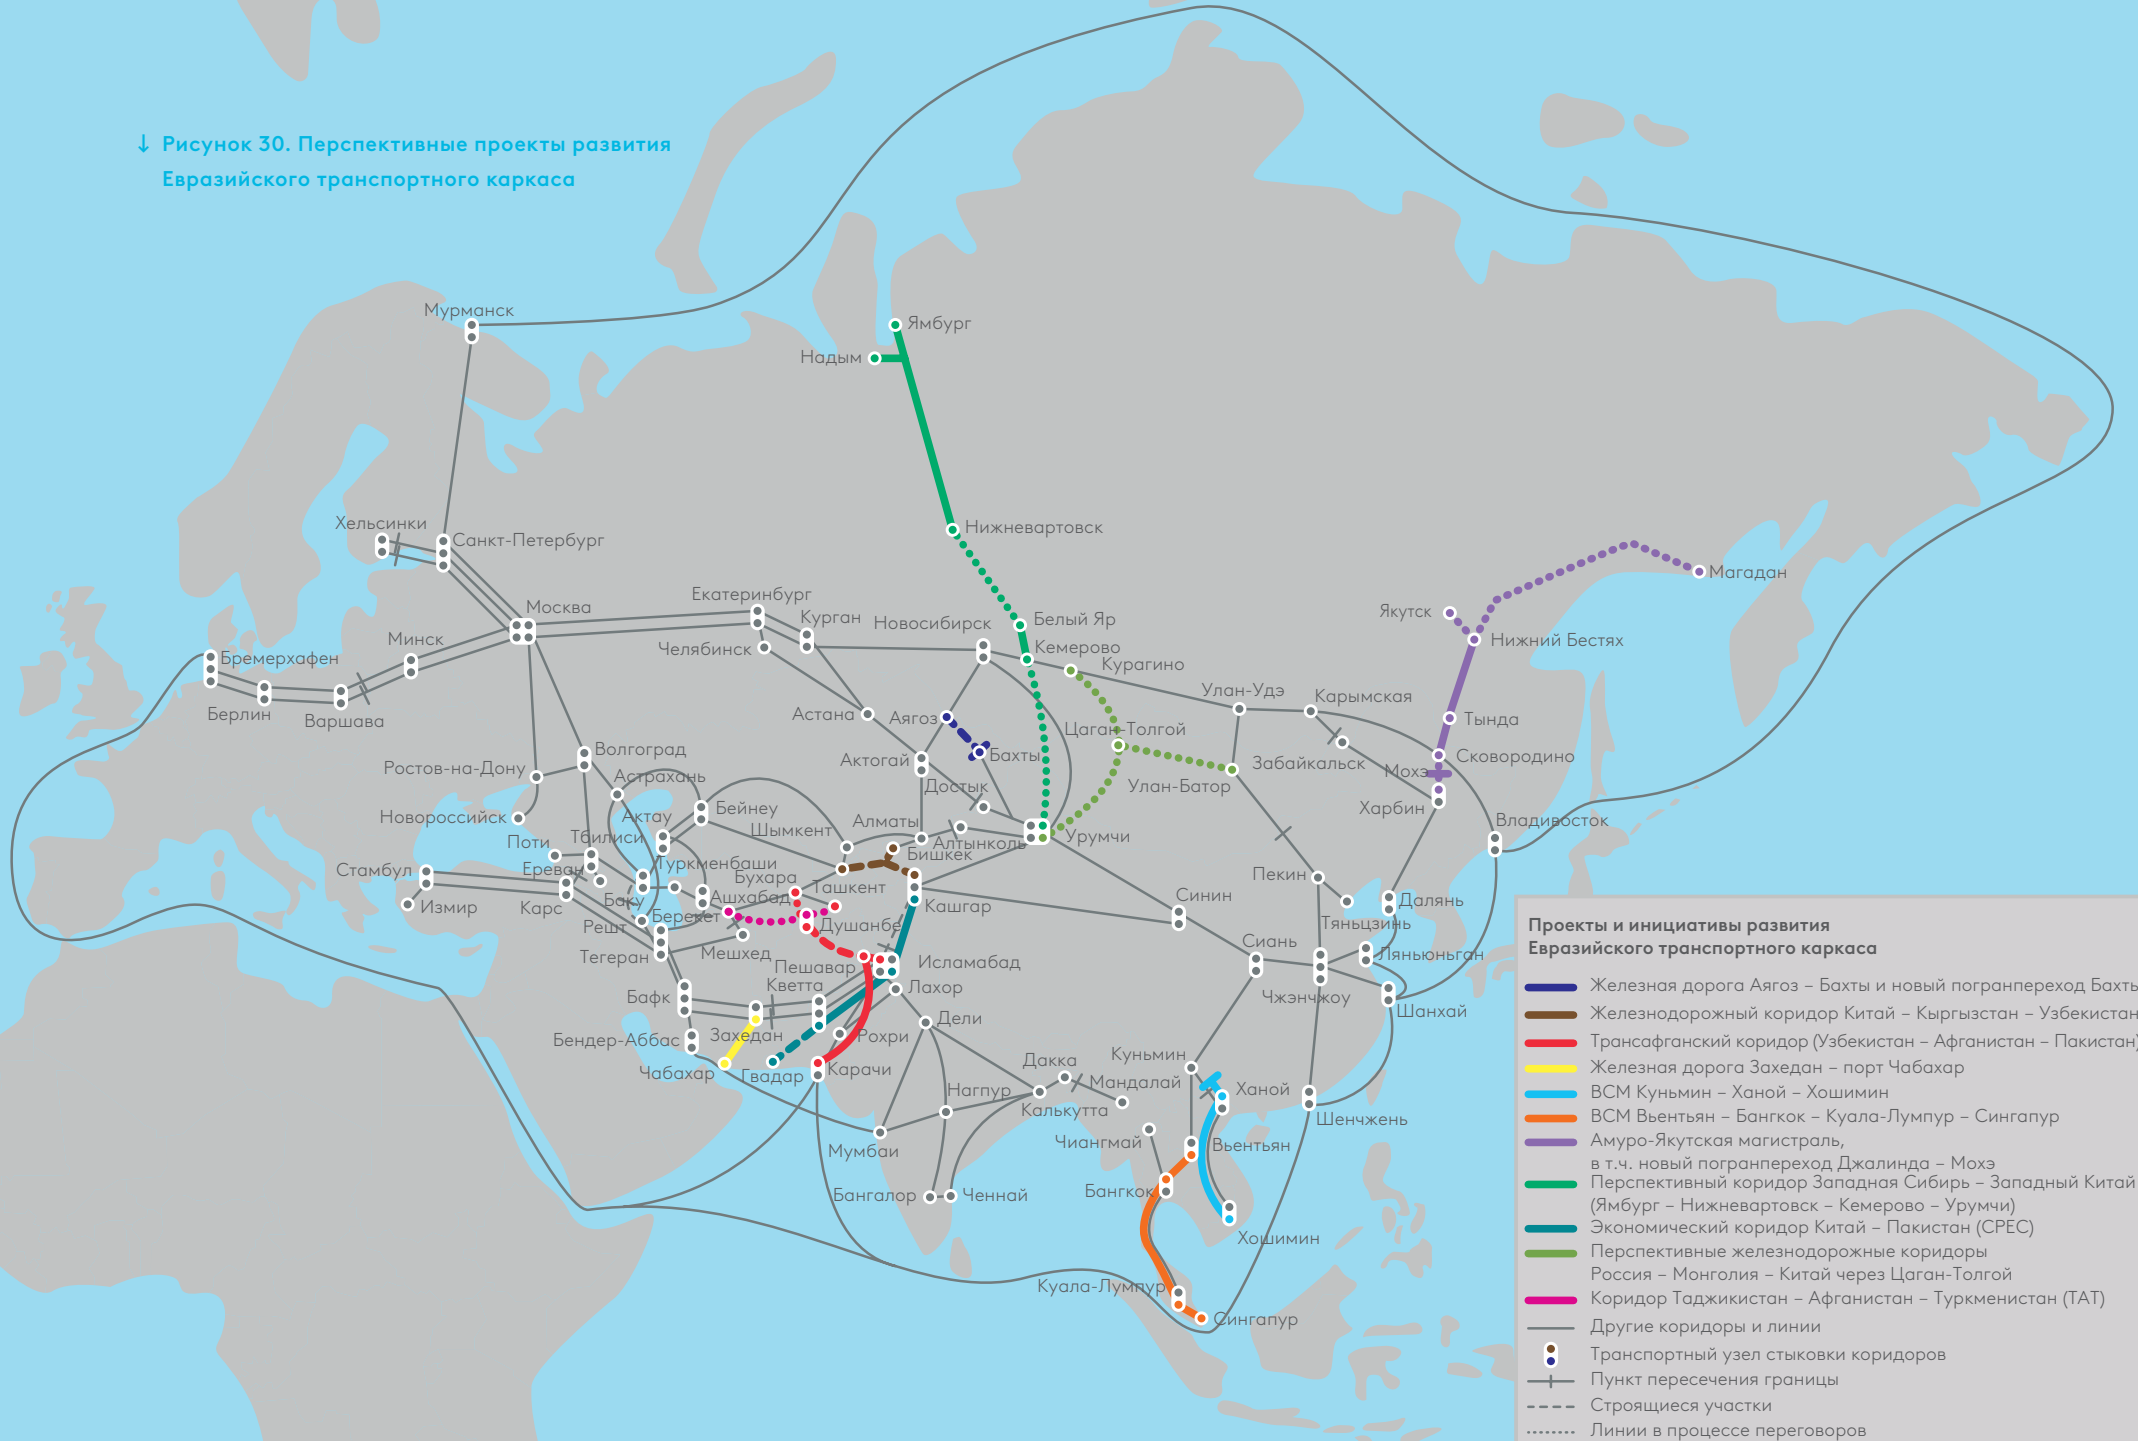 ↓ Рисунок 30. Перспективные проекты развития
Евразийского транспортного каркаса
Мурманск
Ямбург
Надым
Хельсинки
Санкт-Петербург
Нижневартовск
Магадан
Москва
Екатеринбург
Курган
Новосибирск
Белый Яр
Якутск
Нижний Бестях
Минск
Челябинск
Кемерово
Курагино
Бремерхафен
Берлин
Варшава
Астана
Аягоз
Улан-Удэ
Карымская
Тында
Цаган-Толгой
Волгоград
Ростов-на-Дону
Астрахань
Актогай
Бахты
Забайкальск
Мохэ
Сковородино
Достык
Улан-Батор
Харбин
Новороссийск
Актау
Бейнеу
Шымкент
Алматы
Алтынколь
Урумчи
Владивосток
Поти
Тбилиси
Бишкек
Стамбул
Ереван
Туркменбаши
Бухара
Ташкент
Пекин
Измир
Карс
Баку
Ашхабад
Кашгар
Синин
Далянь
Решт
Берекет
Душанбе
Тяньцзинь
Тегеран
Мешхед
Пешавар
Исламабад
Сиань
Ляньюньган
Бафк
Кветта
Лахор
Чжэнчжоу
Шанхай
Бендер-Аббас
Захедан
Рохри
Дели
Чабахар
Гвадар
Карачи
Дакка
Куньмин
Мандалай
Ханой
Нагпур
Калькутта
Шенчжень
Мумбаи
Чиангмай
Вьентьян
Бангалор
Ченнай
Бангкок
Хошимин
Куала-Лумпур
Сингапур
Проекты и инициативы развития
Евразийского транспортного каркаса
Железная дорога Аягоз – Бахты и новый погранпереход Бахты
Железнодорожный коридор Китай – Кыргызстан – Узбекистан
Трансафганский коридор (Узбекистан – Афганистан – Пакистан)
Железная дорога Захедан – порт Чабахар
ВСМ Куньмин – Ханой – Хошимин
ВСМ Вьентьян – Бангкок – Куала-Лумпур – Сингапур
Амуро-Якутская магистраль,
в т.ч. новый погранпереход Джалинда – Мохэ
Перспективный коридор Западная Сибирь – Западный Китай
(Ямбург – Нижневартовск – Кемерово – Урумчи)
Экономический коридор Китай – Пакистан (CPEC)
Перспективные железнодорожные коридоры
Россия – Монголия – Китай через Цаган-Толгой
Коридор Таджикистан – Афганистан – Туркменистан (ТАТ)
Другие коридоры и линии
Транспортный узел стыковки коридоров
Пункт пересечения границы
Строящиеся участки
Линии в процессе переговоров